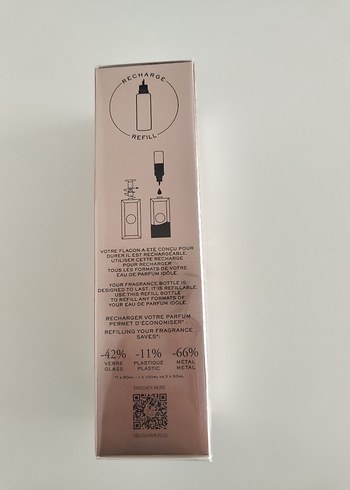 RECHARGE
REFILL
VOTRE FLACON A ÉTÉ CONÇU POUR
DURER.IL EST RECHARGEABLE.
UTILISER CETTE RECHARGE
POUR RECHARGER
TOUS LES FORMATS DE VOTRE
EAU DE PARFUM IDÔLE.
YOUR FRAGRANCE BOTTLE IS
DESIGNED TO LAST :IT IS REFILLABLE.
USE THIS REFILL BOTTLE
TO REFILL ANY FORMATS OF
YOUR EAU DE PARFUM IDÔLE
RECHARGER VOTRE PARFUM
PERMET D'ÉCONOMISER* :
REFILLING YOUR FRAGRANCE
SAVES*:
-42% -11% -66%
VERRE PLASTIQUE MÉTAL
GLASS PLASTIC METAL